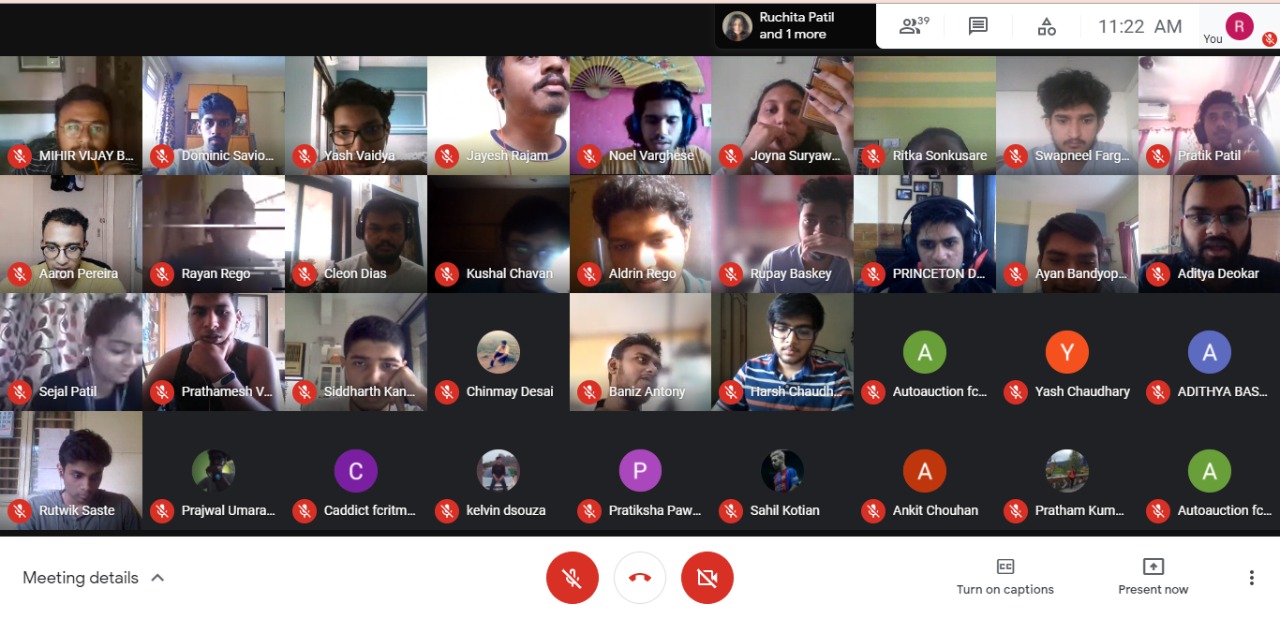 Ruchita Patil
and 1 more
39
11:22 AM
You
R
MIHIR VIJAY B...
Dominic Savio...
Yash Vaidya
Jayesh Rajam
Noel Varghese
Joyna Suryaw...
Ritka Sonkusare
Swapneel Farg...
Pratik Patil
Aaron Pereira
Rayan Rego
Cleon Dias
Kushal Chavan
Aldrin Rego
Rupay Baskey
PRINCETON D...
Ayan Bandyop...
Aditya Deokar
A
Y
A
Sejal Patil
Prathamesh V...
Siddharth Kan...
Chinmay Desai
Baniz Antony
Harsh Chaudh...
Autoauction fc...
Yash Chaudhary
ADITHYA BAS...
C
P
A
A
Rutwik Saste
Prajwal Umara...
Caddict fcritm...
kelvin dsouza
Pratiksha Paw...
Sahil Kotian
Ankit Chouhan
Pratham Kum...
Autoauction fc...
Meeting details
CC
Turn on captions
Present now